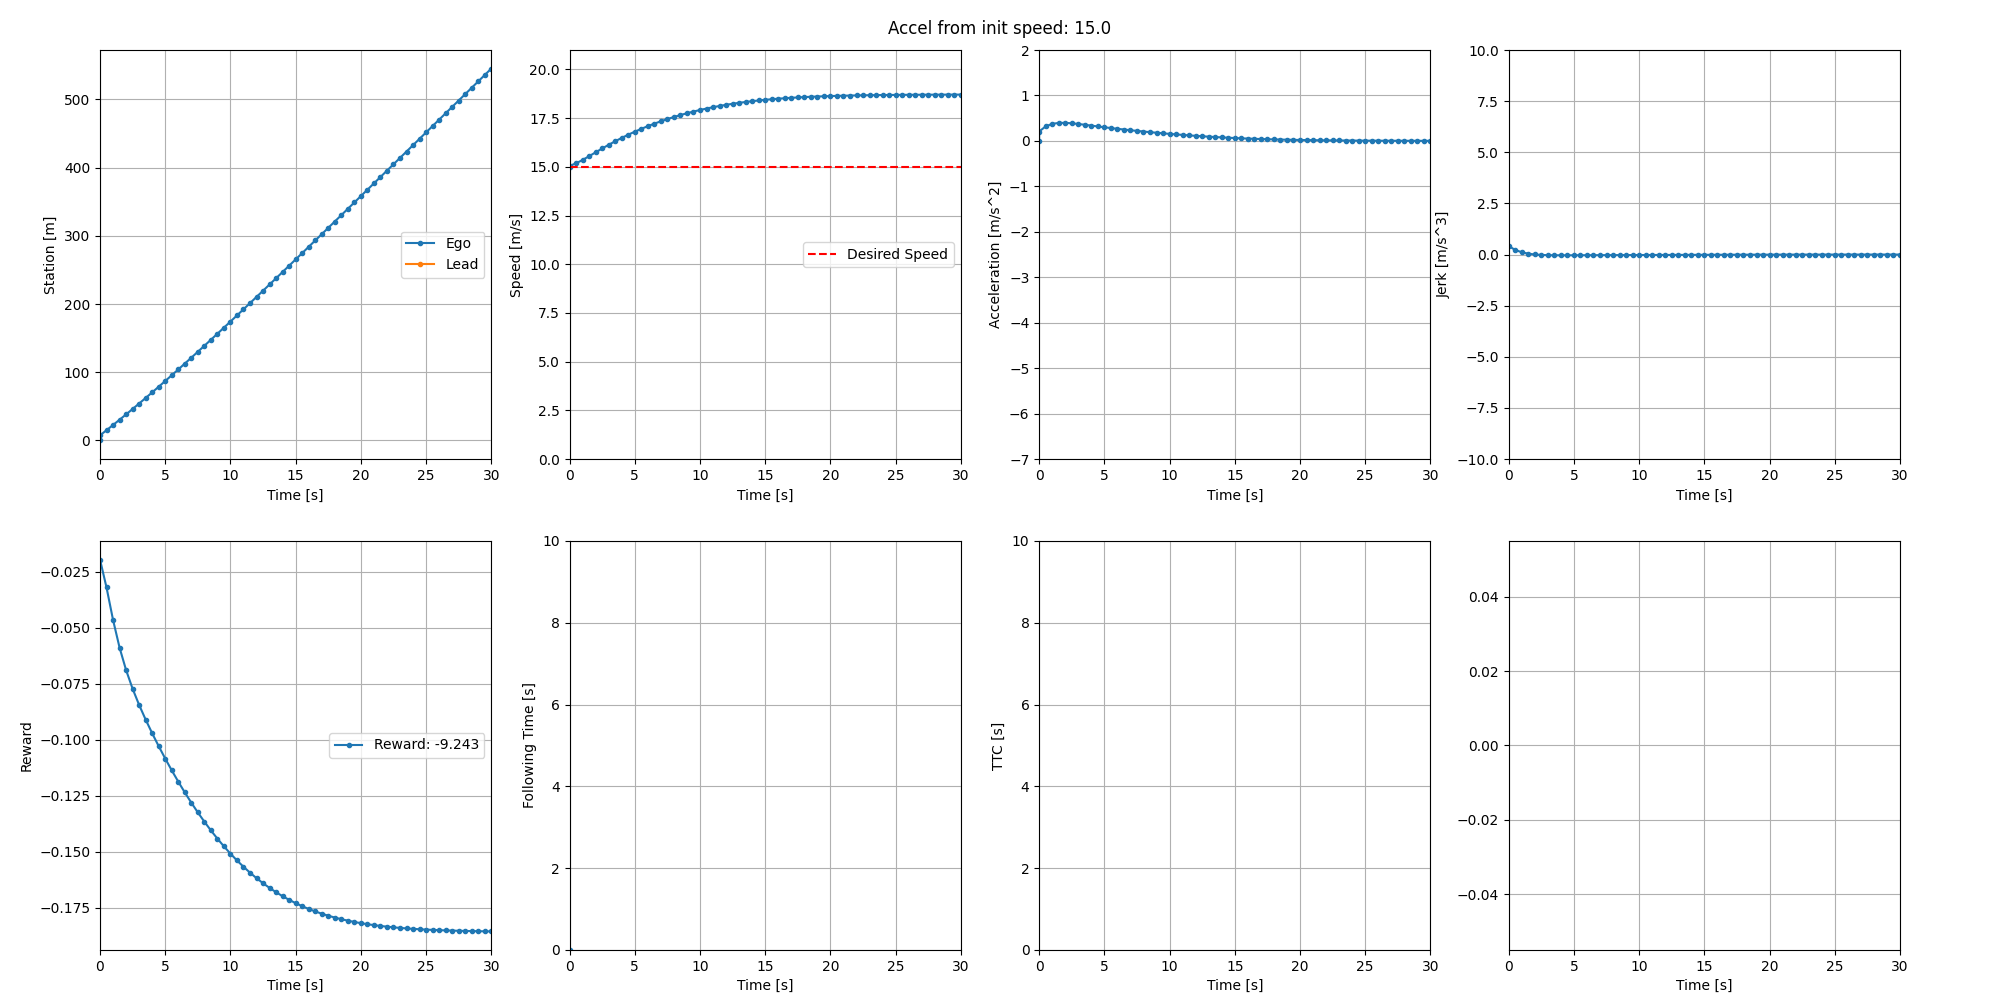 Accel from init speed: 15.0
500
400
300
200
100
0
Station [m]
Ego
Lead
0 5 10 15 20 25 30
Time [s]
20.0
17.5
15.0
12.5
10.0
7.5
5.0
2.5
0.0
Speed [m/s]
Desired Speed
0 5 10 15 20 25 30
Time [s]
2
1
0
−1
−2
−3
−4
−5
−6
−7
Acceleration [m/s^2]
0 5 10 15 20 25 30
Time [s]
10.0
7.5
5.0
2.5
0.0
−2.5
−5.0
−7.5
−10.0
Jerk [m/s^3]
0 5 10 15 20 25 30
Time [s]
−0.025
−0.050
−0.075
−0.100
−0.125
−0.150
−0.175
Reward
Reward: -9.243
0 5 10 15 20 25 30
Time [s]
10
8
6
4
2
0
Following Time [s]
0 5 10 15 20 25 30
Time [s]
10
8
6
4
2
0
TTC [s]
0 5 10 15 20 25 30
Time [s]
0.04
0.02
0.00
−0.02
−0.04
0 5 10 15 20 25 30
Time [s]